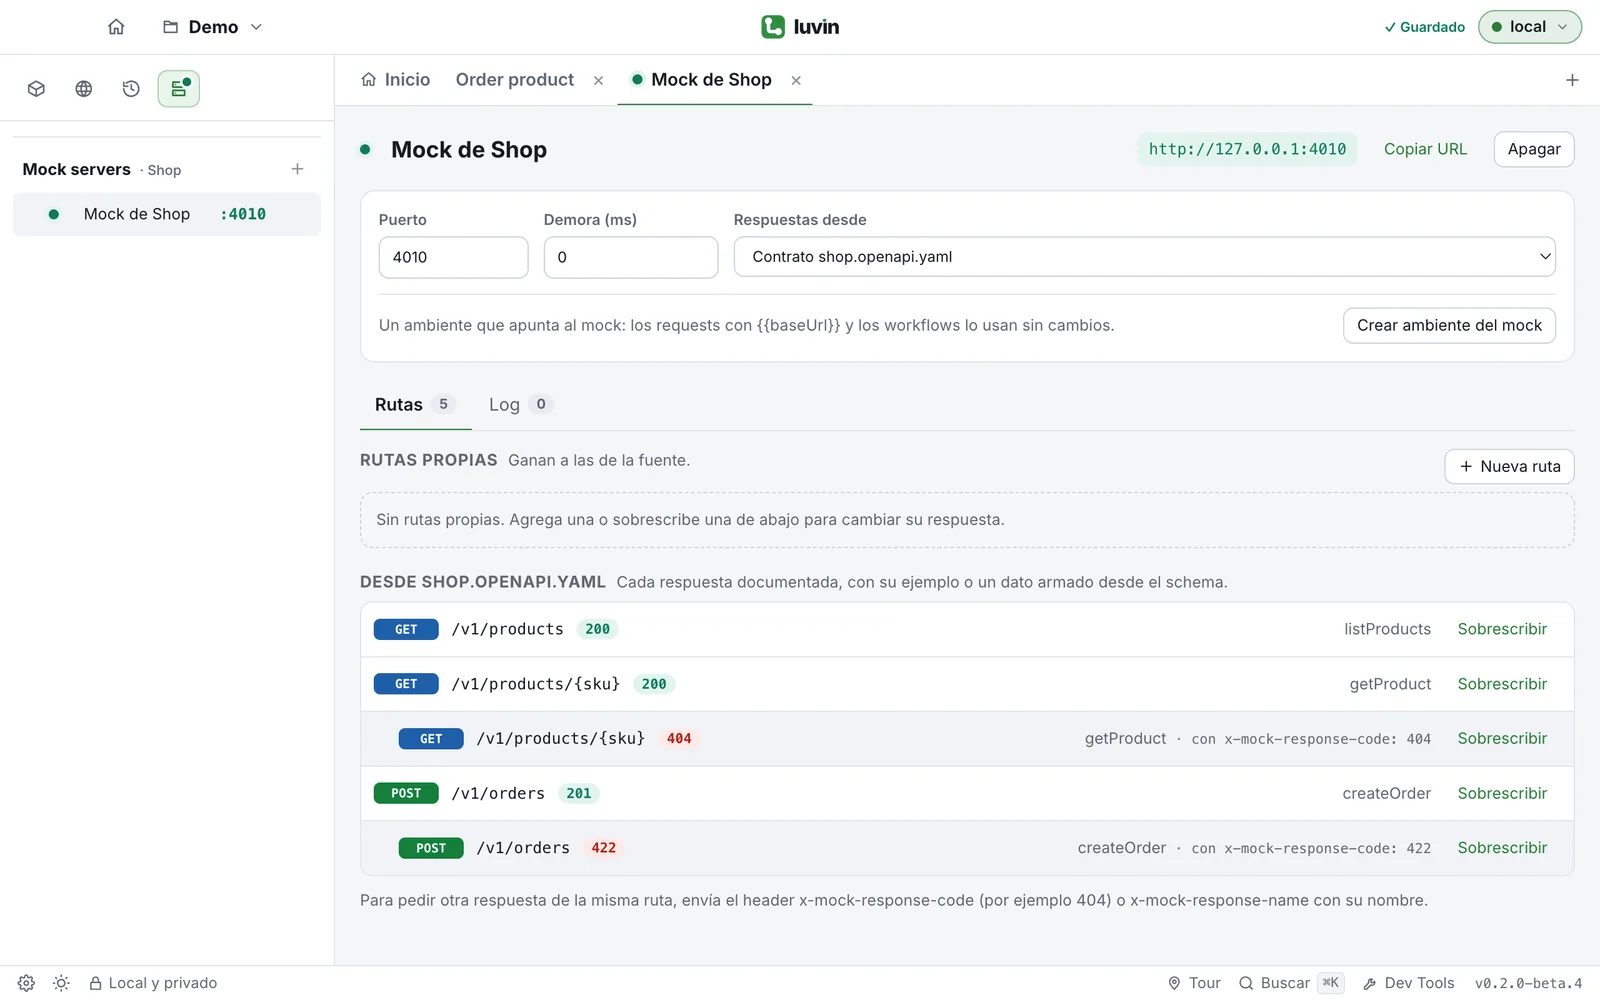 Demo
luvin
Guardado
local
Inicio
Order product
Mock de Shop
Mock servers · Shop
Mock de Shop :4010
Mock de Shop
http://127.0.0.1:4010
Copiar URL
Apagar
Puerto
Demora (ms)
Respuestas desde
4010
0
Contrato shop.openapi.yaml
Un ambiente que apunta al mock: los requests con {{baseUrl}} y los workflows lo usan sin cambios.
Crear ambiente del mock
Rutas 5
Log 0
RUTAS PROPIAS Ganan a las de la fuente.
+ Nueva ruta
Sin rutas propias. Agrega una o sobrescribe una de abajo para cambiar su respuesta.
DESDE SHOP.OPENAPI.YAML Cada respuesta documentada, con su ejemplo o un dato armado desde el schema.
GET /v1/products 200 listProducts Sobrescribir
GET /v1/products/{sku} 200 getProduct Sobrescribir
GET /v1/products/{sku} 404 getProduct · con x-mock-response-code: 404 Sobrescribir
POST /v1/orders 201 createOrder Sobrescribir
POST /v1/orders 422 createOrder · con x-mock-response-code: 422 Sobrescribir
Para pedir otra respuesta de la misma ruta, envía el header x-mock-response-code (por ejemplo 404) o x-mock-response-name con su nombre.
Local y privado
Tour
Buscar ⌘K
Dev Tools
v0.2.0-beta.4